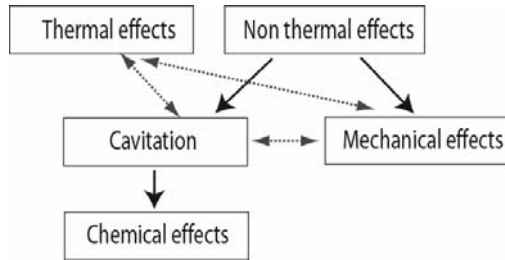 Thermal effects
Non thermal effects
Cavitation
Mechanical effects
Chemical effects